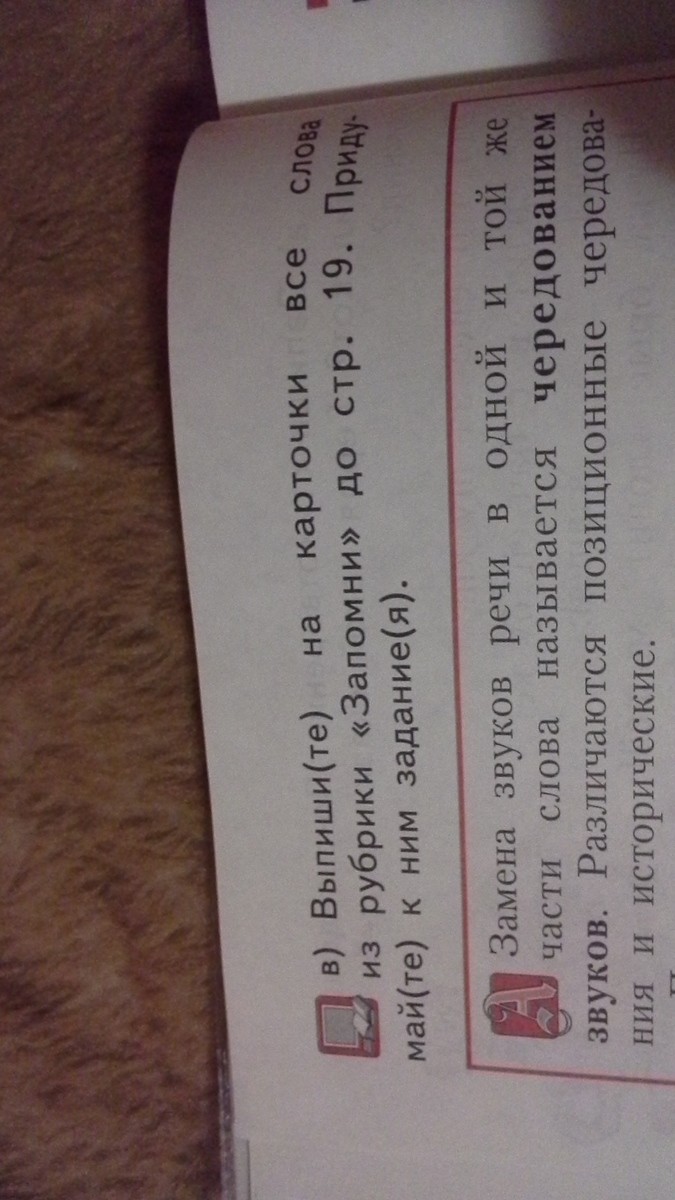 в) Выпиши(те) на карточки все слова
из рубрики «Запомни» до стр. 19. Приду-
май(те) к ним задание(я).
А Замена звуков речи в одной и той же
части слова называется чередованием
звуков. Различаются позиционные чередова-
ния и исторические.